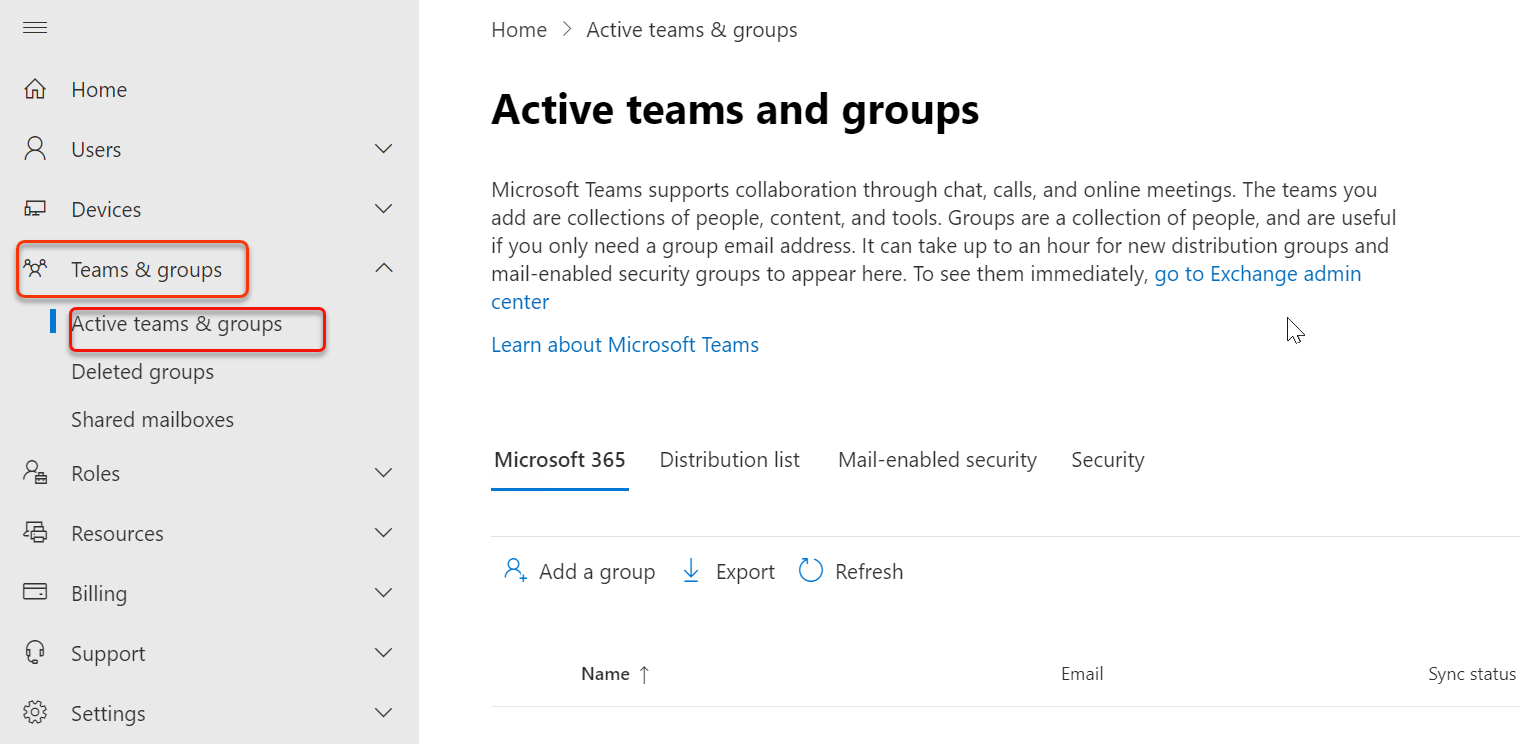 Home
Users
Devices
Teams & groups
Active teams & groups
Deleted groups
Shared mailboxes
Roles
Resources
Billing
Support
Settings
Home > Active teams & groups
Active teams and groups
Microsoft Teams supports collaboration through chat, calls, and online meetings. The teams you
add are collections of people, content, and tools. Groups are a collection of people, and are useful
if you only need a group email address. It can take up to an hour for new distribution groups and
mail-enabled security groups to appear here. To see them immediately, go to Exchange admin
center
Learn about Microsoft Teams
Microsoft 365 Distribution list Mail-enabled security Security
Add a group Export Refresh
Name ↑ Email Sync status